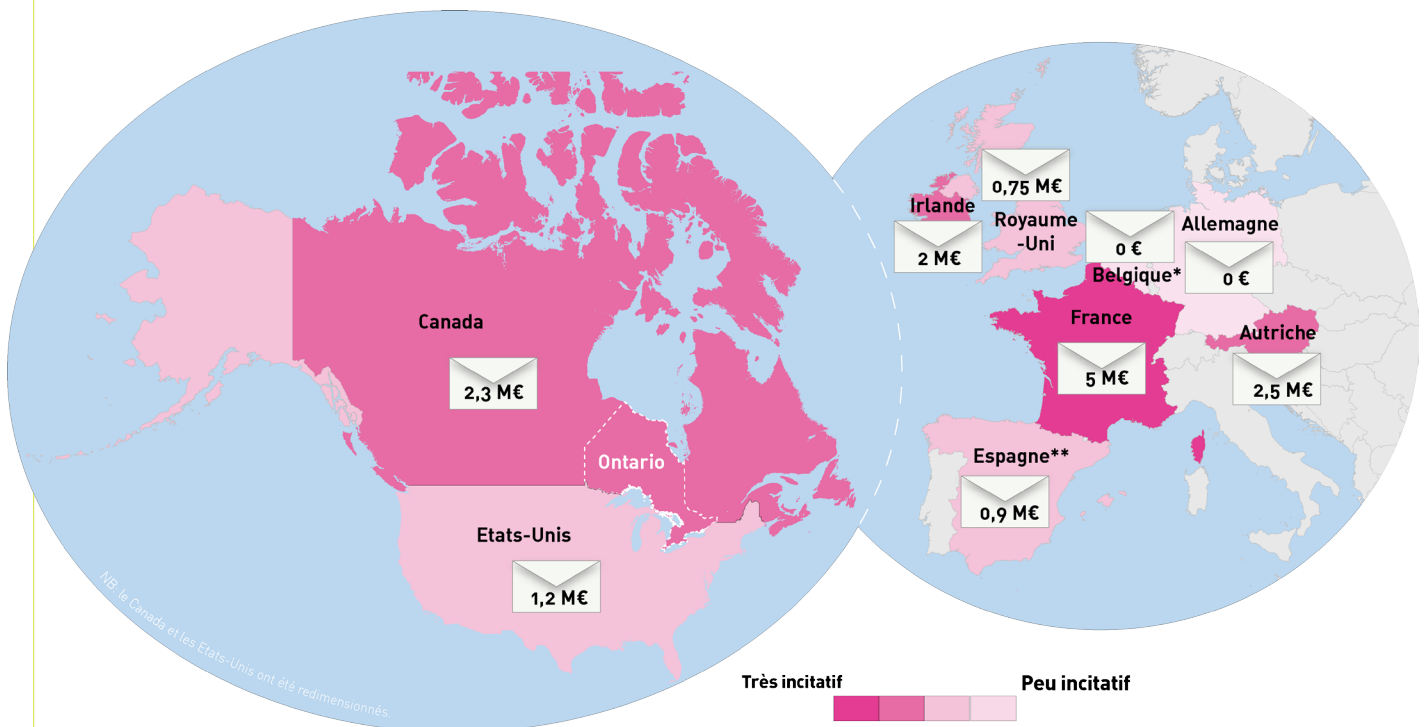 Canada
2,3 M€
Ontario
Etats-Unis
1,2 M€
NB: le Canada et les Etats-Unis ont été redimensionnés.
0,75 M€
Irlande
2 M€
Royaume
-Uni
0 €
Belgique*
Allemagne
0 €
France
5 M€
Autriche
2,5 M€
Espagne**
0,9 M€
Très incitatif
Peu incitatif